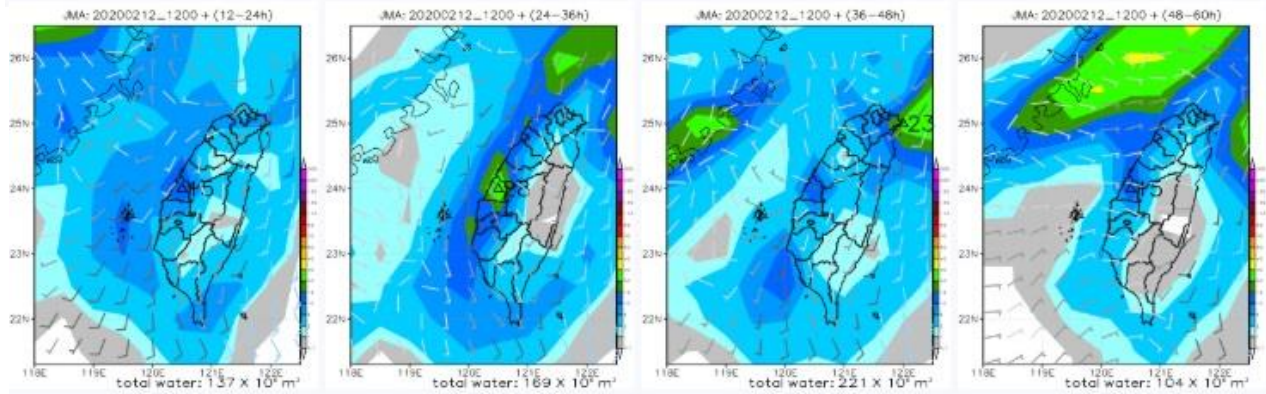 JMA: 20200212_1200 + (12-24h)
26N
25N
24N
23N
22N
118E 119E 120E 121E 122E
total water: 137 X 10⁶ m³
JMA: 20200212_1200 + (24-36h)
26N
25N
24N
23N
22N
118E 119E 120E 121E 122E
total water: 169 X 10⁶ m³
JMA: 20200212_1200 + (36-48h)
26N
25N
24N
23N
22N
118E 119E 120E 121E 122E
23
total water: 221 X 10⁶ m³
JMA: 20200212_1200 + (48-60h)
26N
25N
24N
23N
22N
118E 119E 120E 121E 122E
total water: 104 X 10⁶ m³